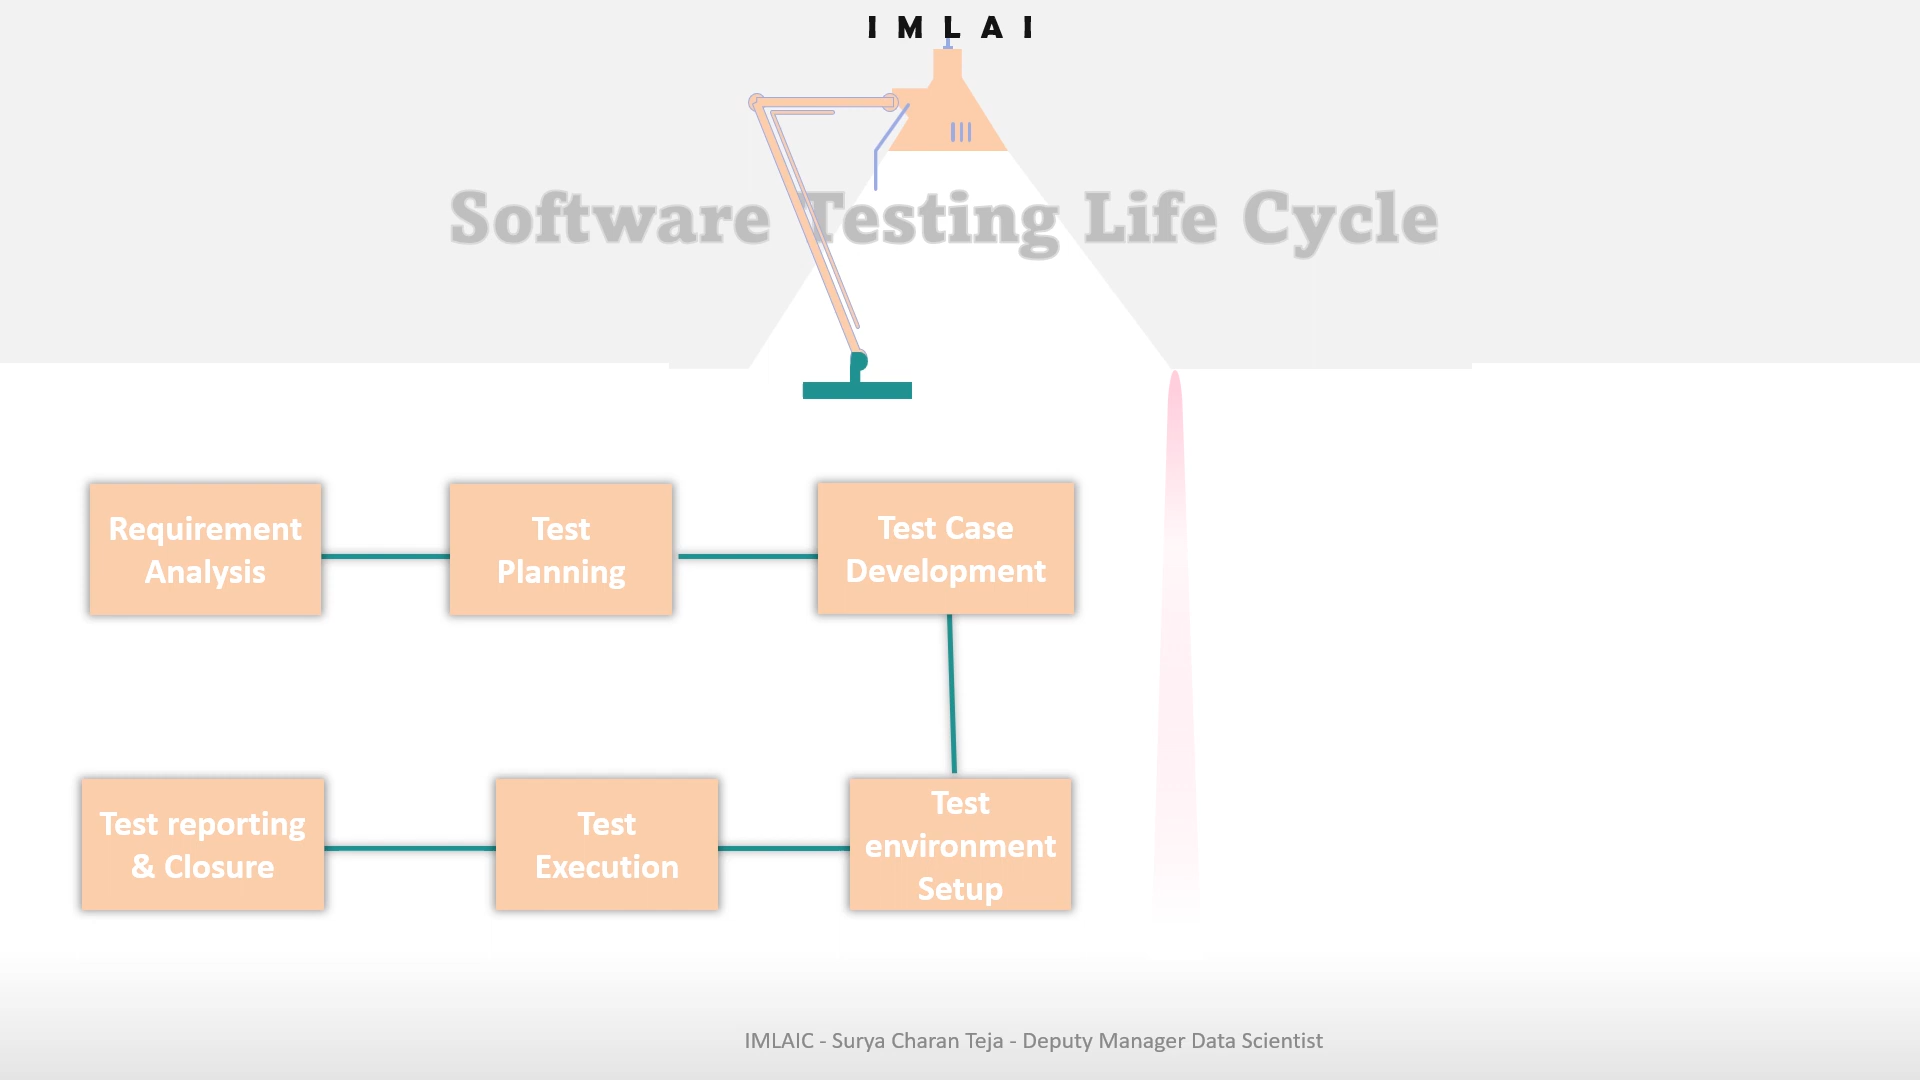 IMLAI
Software Testing Life Cycle
Requirement
Analysis
Test
Planning
Test Case
Development
Test reporting
& Closure
Test
Execution
Test
environment
Setup
IMLAIC - Surya Charan Teja - Deputy Manager Data Scientist